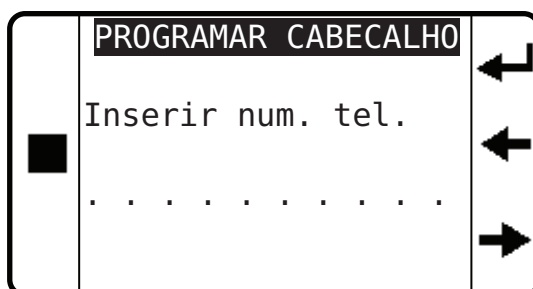 PROGRAMAR CABECALHO
Inserir num. tel.
. . . . . . . . . .